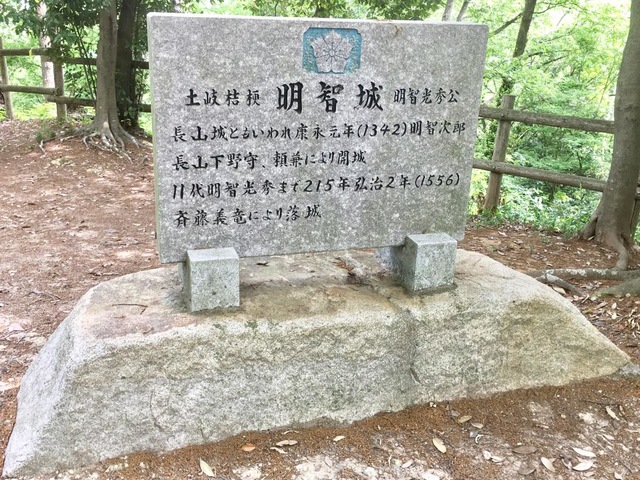 土岐桔梗 明智城 明智光秀公
長山城ともいわれ康永元年(1342)明智次郎
長山下野守、頼兼により開城
11代明智光秀まで215年弘治2年(1556)
斉藤義竜により落城